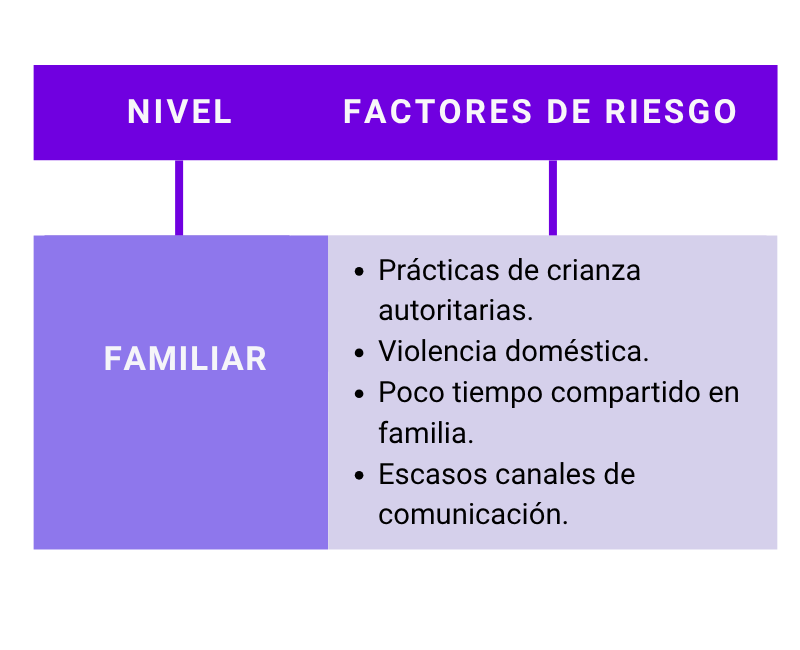 NIVEL FACTORES DE RIESGO
FAMILIAR
• Prácticas de crianza
autoritarias.
• Violencia doméstica.
• Poco tiempo compartido en
familia.
• Escasos canales de
comunicación.